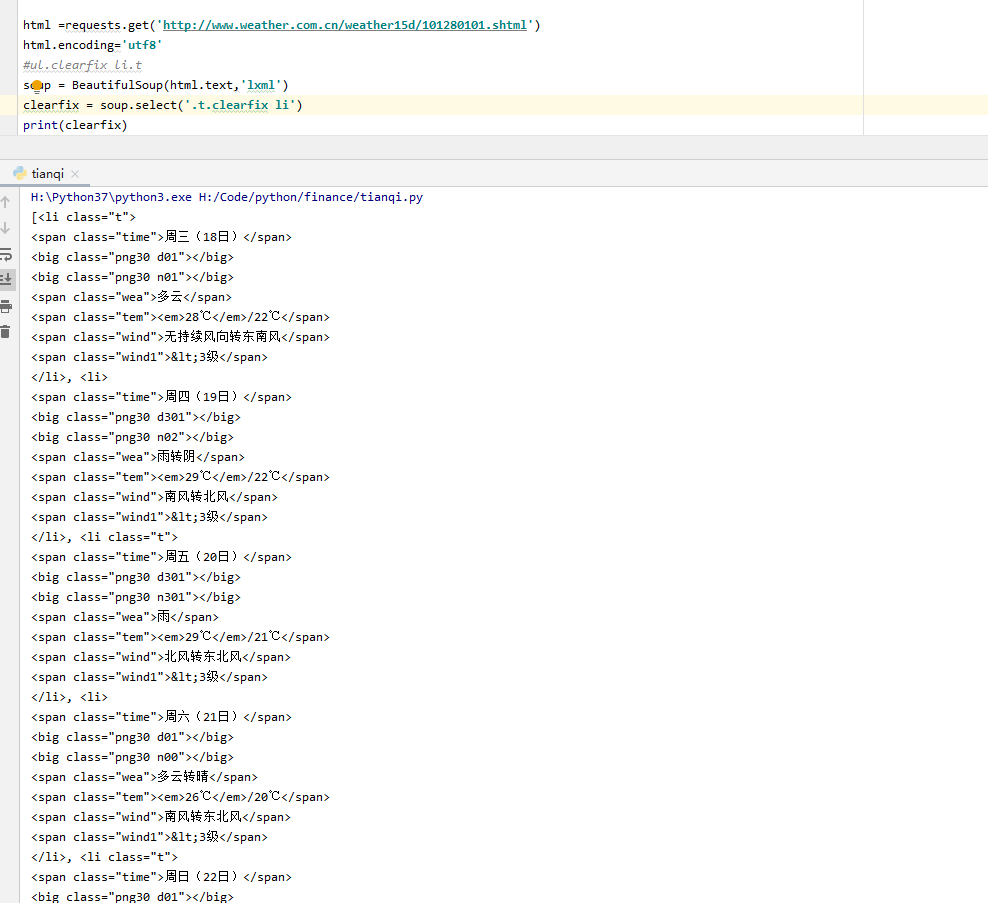 html =requests.get('http://www.weather.com.cn/weather15d/101280101.shtml')
html.encoding='utf8'
#ul.clearfix li.t
soup = BeautifulSoup(html.text,'lxml')
clearfix = soup.select('.t.clearfix li')
print(clearfix)
tianqi
H:\Python37\python3.exe H:/Code/python/finance/tianqi.py
[<li class="t">
<span class="time">周三（18日）</span>
<big class="png30 d01"></big>
<big class="png30 n01"></big>
<span class="wea">多云</span>
<span class="tem"><em>28℃</em>/22℃</span>
<span class="wind">无持续风向转东南风</span>
<span class="wind1">&lt;3级</span>
</li>, <li>
<span class="time">周四（19日）</span>
<big class="png30 d301"></big>
<big class="png30 n02"></big>
<span class="wea">雨转阴</span>
<span class="tem"><em>29℃</em>/22℃</span>
<span class="wind">南风转北风</span>
<span class="wind1">&lt;3级</span>
</li>, <li class="t">
<span class="time">周五（20日）</span>
<big class="png30 d301"></big>
<big class="png30 n301"></big>
<span class="wea">雨</span>
<span class="tem"><em>29℃</em>/21℃</span>
<span class="wind">北风转东北风</span>
<span class="wind1">&lt;3级</span>
</li>, <li>
<span class="time">周六（21日）</span>
<big class="png30 d01"></big>
<big class="png30 n00"></big>
<span class="wea">多云转晴</span>
<span class="tem"><em>26℃</em>/20℃</span>
<span class="wind">南风转东北风</span>
<span class="wind1">&lt;3级</span>
</li>, <li class="t">
<span class="time">周日（22日）</span>
<big class="png30 d01"></big>